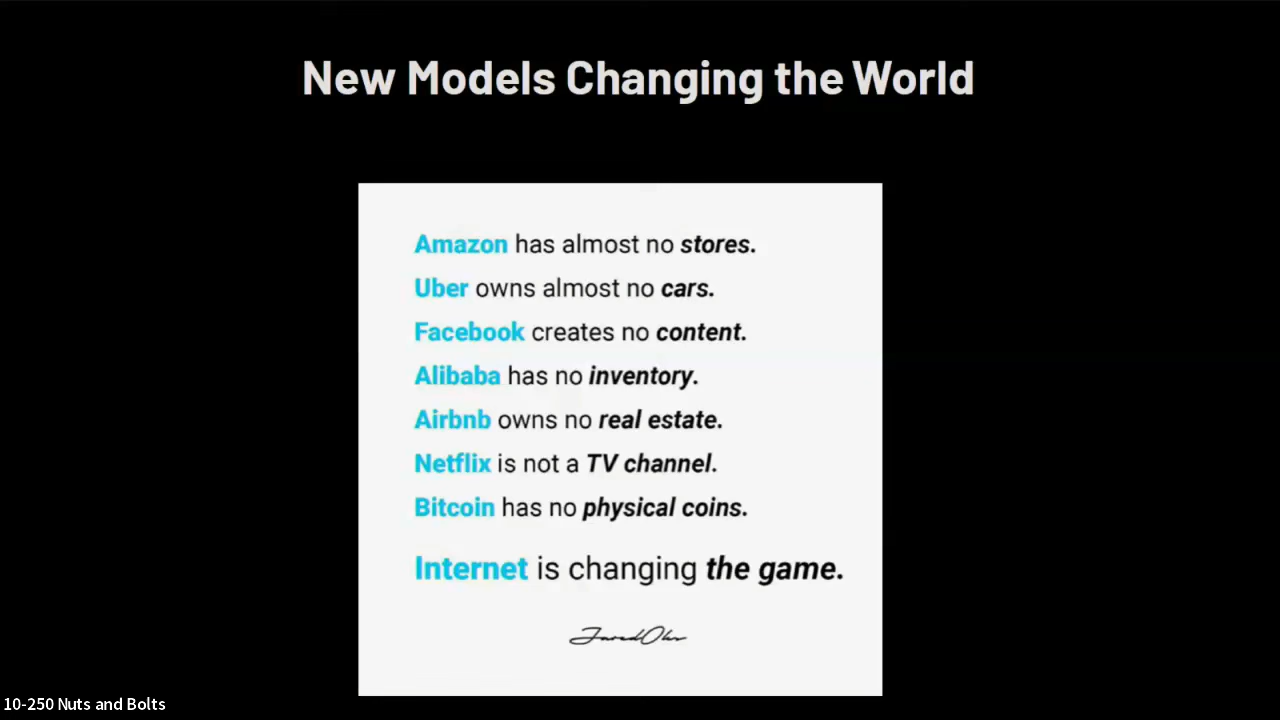 New Models Changing the World
Amazon has almost no stores.
Uber owns almost no cars.
Facebook creates no content.
Alibaba has no inventory.
Airbnb owns no real estate.
Netflix is not a TV channel.
Bitcoin has no physical coins.
Internet is changing the game.
10-250 Nuts and Bolts